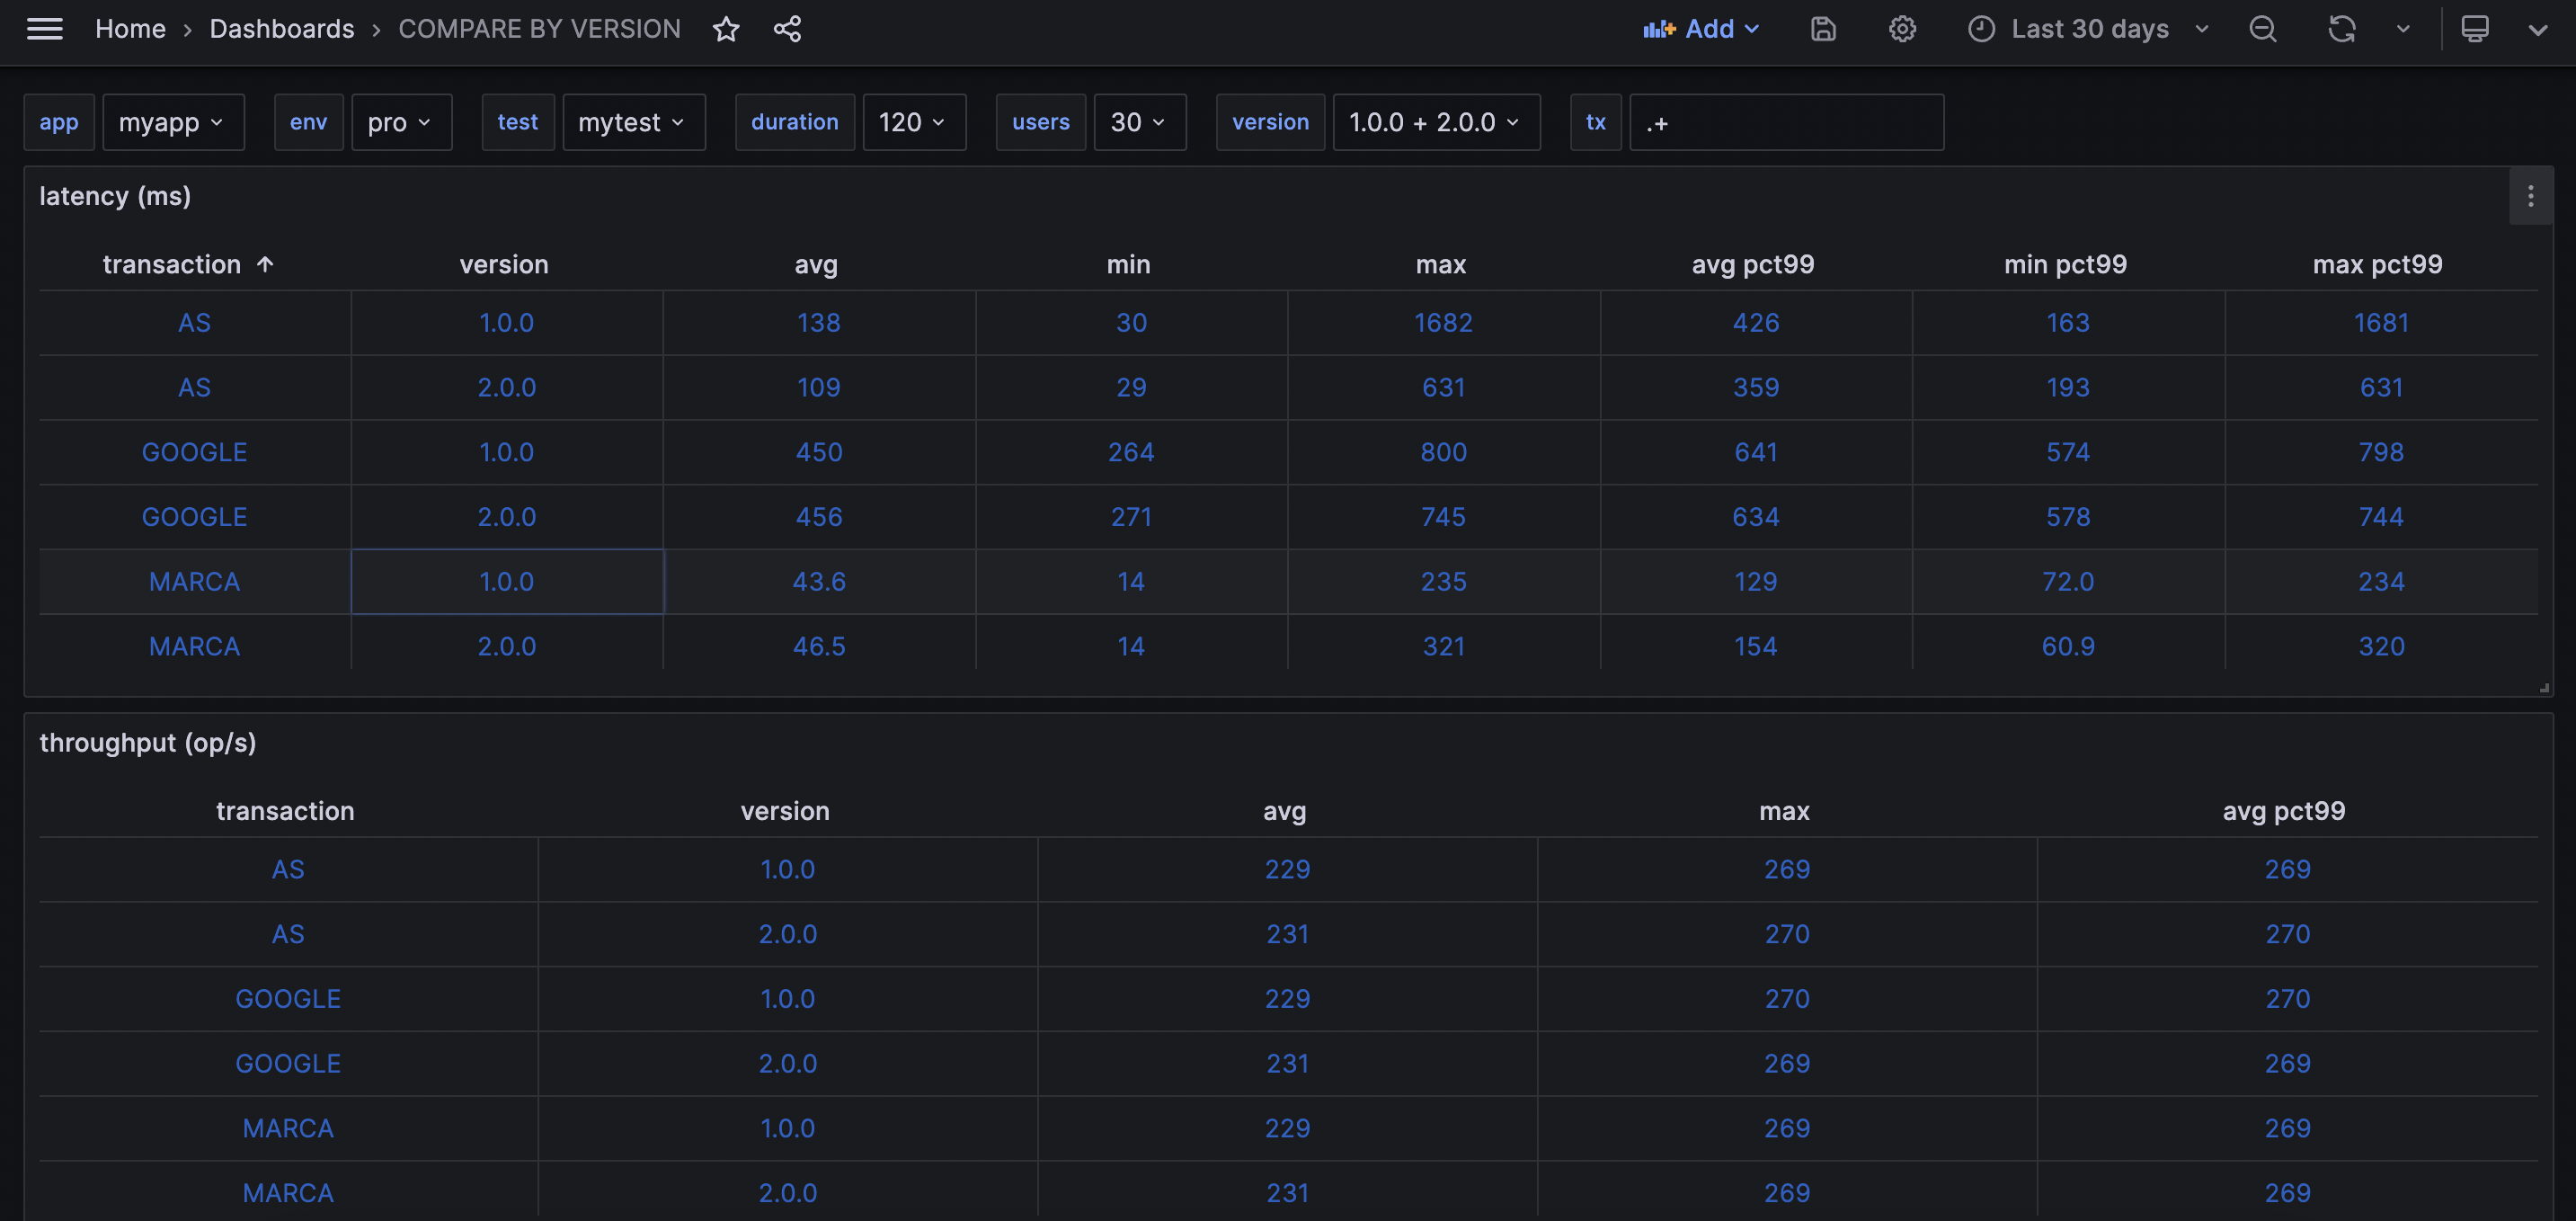 Home › Dashboards › COMPARE BY VERSION Add Last 30 days
app myapp env pro test mytest duration 120 users 30 version 1.0.0 + 2.0.0 tx .+
latency (ms)
transaction ↑ version avg min max avg pct99 min pct99 max pct99
AS 1.0.0 138 30 1682 426 163 1681
AS 2.0.0 109 29 631 359 193 631
GOOGLE 1.0.0 450 264 800 641 574 798
GOOGLE 2.0.0 456 271 745 634 578 744
MARCA 1.0.0 43.6 14 235 129 72.0 234
MARCA 2.0.0 46.5 14 321 154 60.9 320
throughput (op/s)
transaction version avg max avg pct99
AS 1.0.0 229 269 269
AS 2.0.0 231 270 270
GOOGLE 1.0.0 229 270 270
GOOGLE 2.0.0 231 269 269
MARCA 1.0.0 229 269 269
MARCA 2.0.0 231 269 269